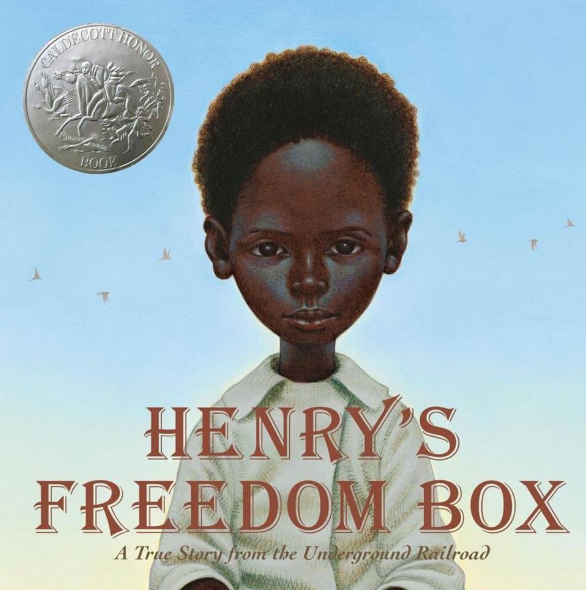 CALDECOTT HONOR
BOOK
HENRY'S
FREEDOM BOX
A True Story from the Underground Railroad